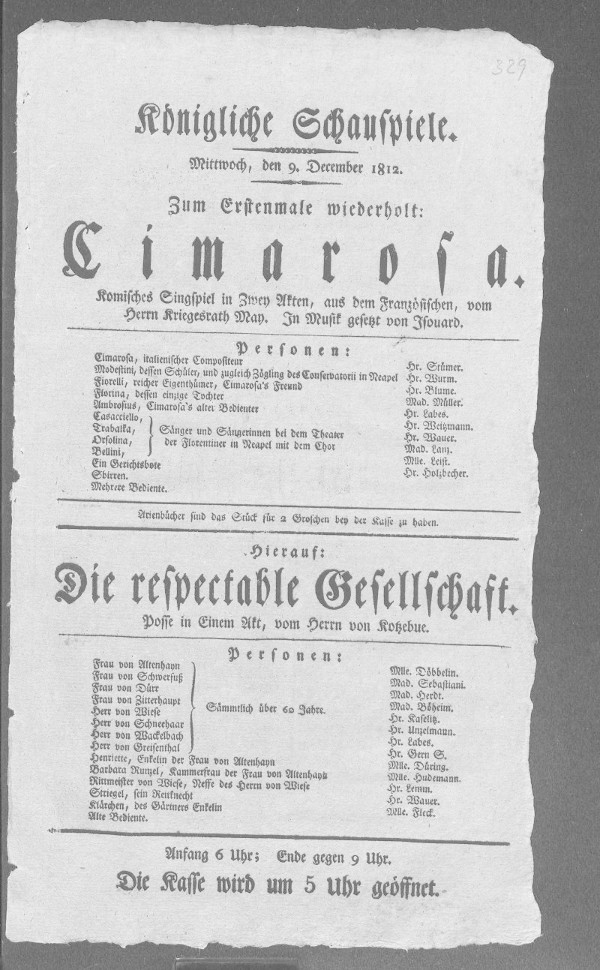 329
Königliche Schauspiele.
Mittwoch, den 9. December 1812.
Zum Erstenmale wiederholt:
Cimarosa.
Komisches Singspiel in Zwey Akten, aus dem Französischen, vom
Herrn Kriegesrath May. In Musik gesetzt von Isouard.
Personen:
Cimarosa, italienischer Compositeur Hr. Stümer.
Modestini, dessen Schüler, und zugleich Zögling des Conservatorii in Neapel Hr. Wurm.
Fiorelli, reicher Eigenthümer, Cimarosa's Freund Hr. Blume.
Florina, dessen einzige Tochter Mad. Müller.
Ambrosius, Cimarosa's alter Bedienter Hr. Labes.
Casacciello, Hr. Weitzmann.
Trabalka, Sänger und Sängerinnen bei dem Theater Hr. Wauer.
Orsolina, der Florentiner in Neapel mit dem Chor Mad. Lanz.
Bellini, Mlle. Leist.
Ein Gerichtsbote Hr. Holzbecher.
Sbirren.
Mehrere Bediente.
Arienbücher sind das Stück für 2 Groschen bey der Kasse zu haben.
Hierauf:
Die respectable Gesellschaft.
Posse in Einem Akt, vom Herrn von Kotzebue.
Personen:
Frau von Altenhayn Mlle. Döbbelin.
Frau von Schwerfuß Mad. Sebastiani.
Frau von Dürr Mad. Herdt.
Frau von Zitterhaupt Mad. Böheim.
Herr von Wiese Sämmtlich über 60 Jahre. Hr. Kaselitz.
Herr von Schneehaar Hr. Unzelmann.
Herr von Wackelbach Hr. Labes.
Herr von Greisenthal Hr. Gern S.
Henriette, Enkelin der Frau von Altenhayn Mlle. Düring.
Barbara Runzel, Kammerfrau der Frau von Altenhayn Mlle. Hudemann.
Rittmeister von Wiese, Neffe des Herrn von Wiese Hr. Lemm.
Striegel, sein Reitknecht Hr. Wauer.
Klärchen, des Gärtners Enkelin Mlle. Fleck.
Alte Bediente.
Anfang 6 Uhr; Ende gegen 9 Uhr.
Die Kasse wird um 5 Uhr geöffnet.